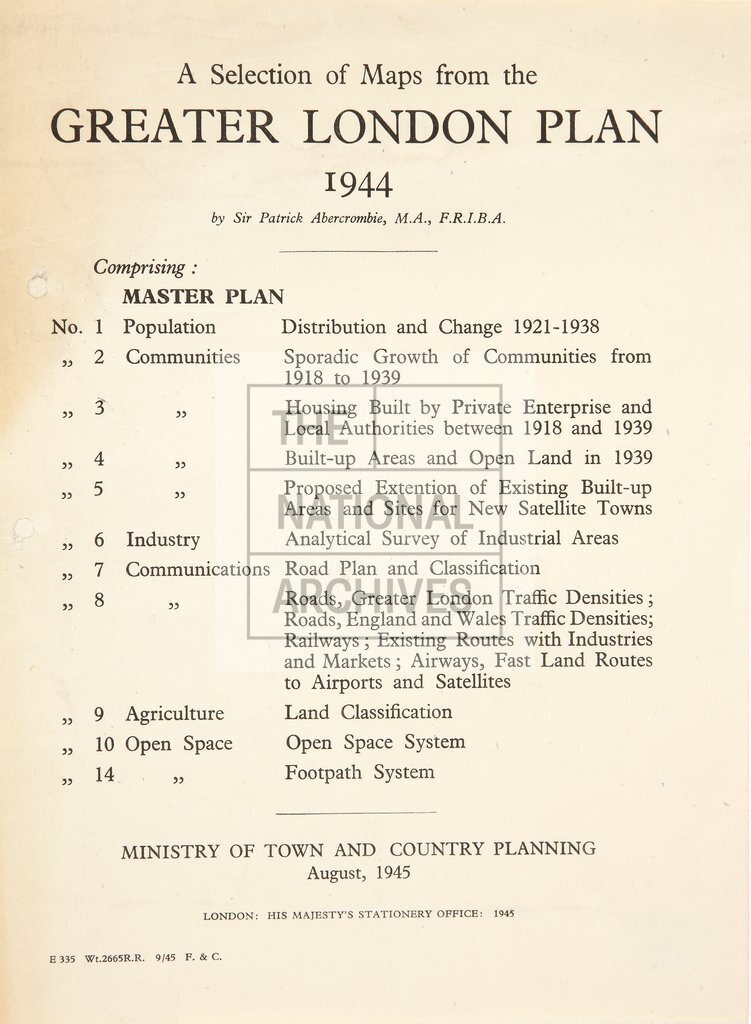 A Selection of Maps from the
GREATER LONDON PLAN
1944
by Sir Patrick Abercrombie, M.A., F.R.I.B.A.
Comprising :
MASTER PLAN
No. 1 Population Distribution and Change 1921-1938
„ 2 Communities Sporadic Growth of Communities from
1918 to 1939
„ 3 „ Housing Built by Private Enterprise and
Local Authorities between 1918 and 1939
„ 4 „ Built-up Areas and Open Land in 1939
„ 5 „ Proposed Extention of Existing Built-up
Areas and Sites for New Satellite Towns
„ 6 Industry Analytical Survey of Industrial Areas
„ 7 Communications Road Plan and Classification
„ 8 „ Roads, Greater London Traffic Densities ;
Roads, England and Wales Traffic Densities;
Railways ; Existing Routes with Industries
and Markets ; Airways, Fast Land Routes
to Airports and Satellites
„ 9 Agriculture Land Classification
„ 10 Open Space Open Space System
„ 14 „ Footpath System
MINISTRY OF TOWN AND COUNTRY PLANNING
August, 1945
LONDON: HIS MAJESTY'S STATIONERY OFFICE: 1945
E 335 Wt.2665R.R. 9/45 F. & C.
THE
NATIONAL
ARCHIVES